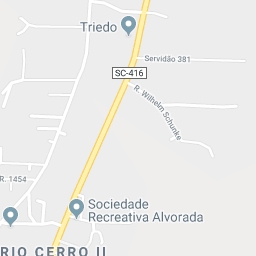 Triedo
Servidão 381
SC-416
R. Wilhelm Schunke
R. 1454
Sociedade
Recreativa Alvorada
RIO CERRO II